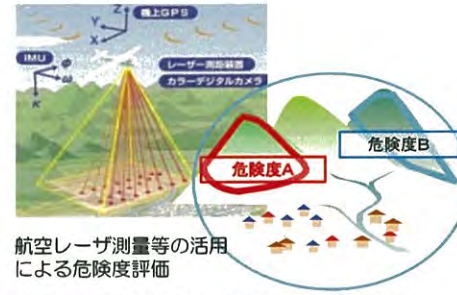 Z
機上GPS
Y
X
IMU
φ
ω
κ
レーザー測距装置
カラーデジタルカメラ
危険度B
危険度A
航空レーザ測量等の活用
による危険度評価